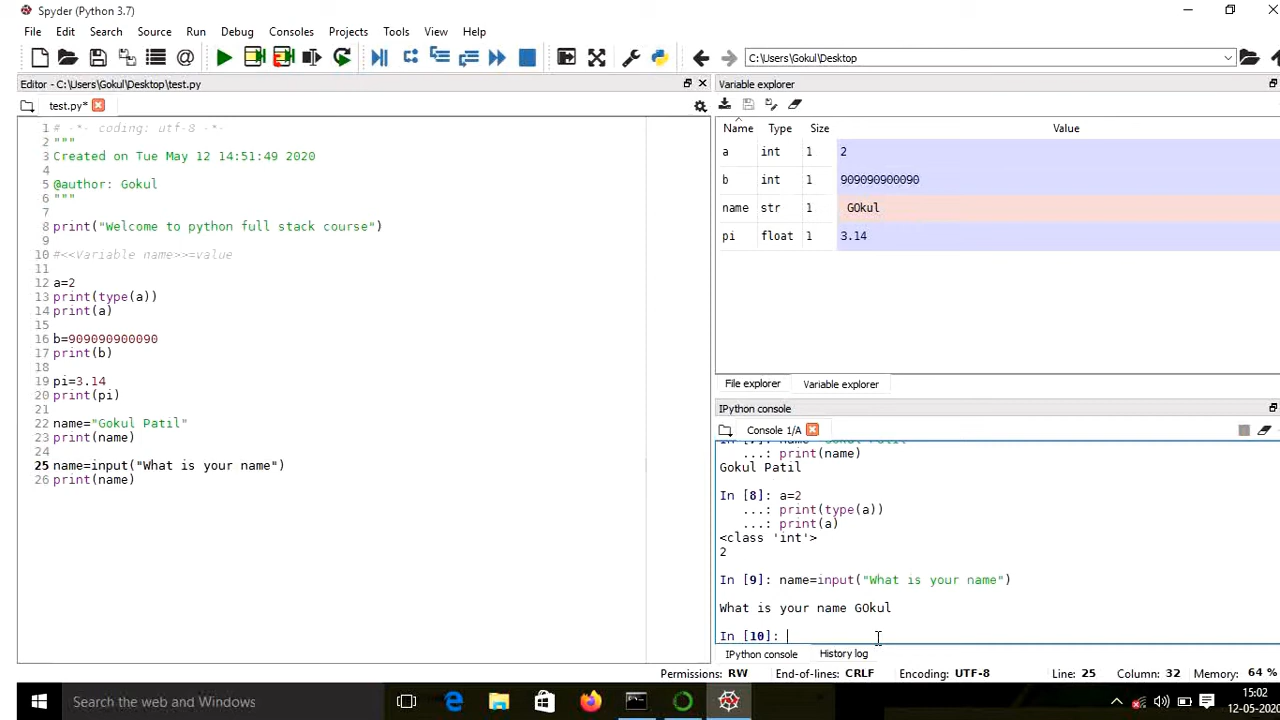 Spyder (Python 3.7)
File Edit Search Source Run Debug Consoles Projects Tools View Help
C:\Users\Gokul\Desktop
Editor - C:\Users\Gokul\Desktop\test.py
test.py*
1 # -*- coding: utf-8 -*-
2 """
3 Created on Tue May 12 14:51:49 2020
4
5 @author: Gokul
6 """
7
8 print("Welcome to python full stack course")
9
10 #<<Variable name>>=value
11
12 a=2
13 print(type(a))
14 print(a)
15
16 b=909090900090
17 print(b)
18
19 pi=3.14
20 print(pi)
21
22 name="Gokul Patil"
23 print(name)
24
25 name=input("What is your name")
26 print(name)
Variable explorer
Name Type Size Value
a int 1 2
b int 1 909090900090
name str 1 GOkul
pi float 1 3.14
File explorer Variable explorer
IPython console
Console 1/A
...: print(name)
Gokul Patil
In [8]: a=2
...: print(type(a))
...: print(a)
<class 'int'>
2
In [9]: name=input("What is your name")
What is your name GOkul
In [10]:
IPython console History log
Permissions: RW End-of-lines: CRLF Encoding: UTF-8 Line: 25 Column: 32 Memory: 64 %
Search the web and Windows
15:02
12-05-2020